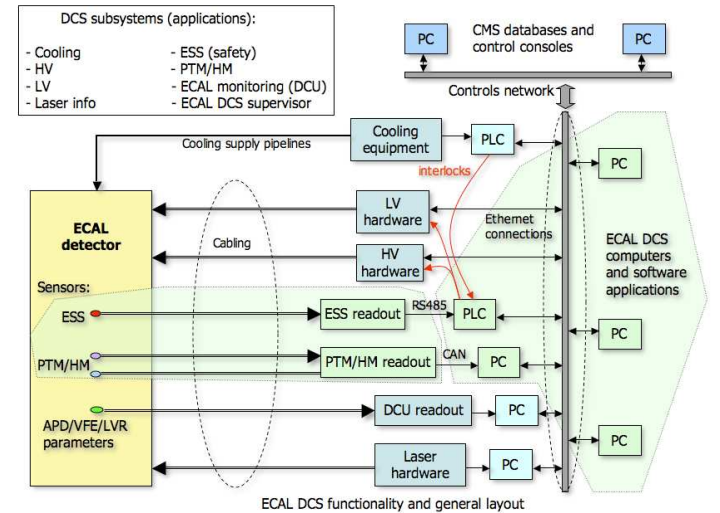 DCS subsystems (applications):
- Cooling
- HV
- LV
- Laser info
- ESS (safety)
- PTM/HM
- ECAL monitoring (DCU)
- ECAL DCS supervisor
PC
CMS databases and
control consoles
PC
Controls network
Cooling supply pipelines
Cooling
equipment
PLC
interlocks
PC
ECAL
detector
LV
hardware
Ethernet
connections
ECAL DCS
computers
and software
applications
Cabling
HV
hardware
Sensors:
ESS
ESS readout
RS485
PLC
PC
PTM/HM
PTM/HM readout
CAN
PC
APD/VFE/LVR
parameters
DCU readout
PC
PC
Laser
hardware
PC
ECAL DCS functionality and general layout